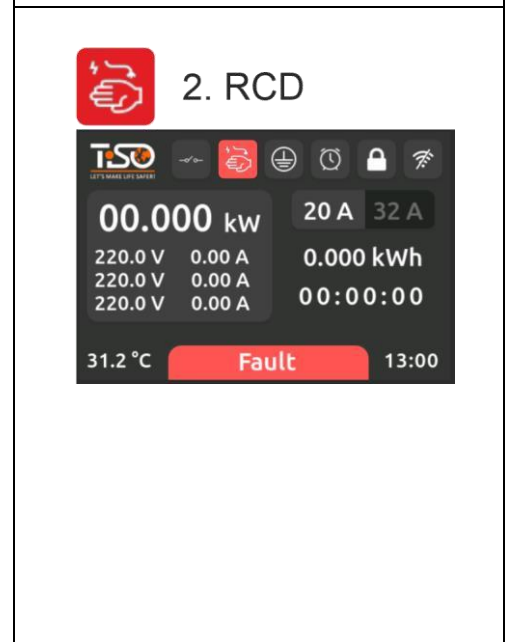 2. RCD
TiSO
LET'S MAKE LIFE SAFER!
00.000 kW
20 A 32 A
220.0 V 0.00 A
220.0 V 0.00 A
220.0 V 0.00 A
0.000 kWh
00:00:00
31.2 °C
Fault
13:00